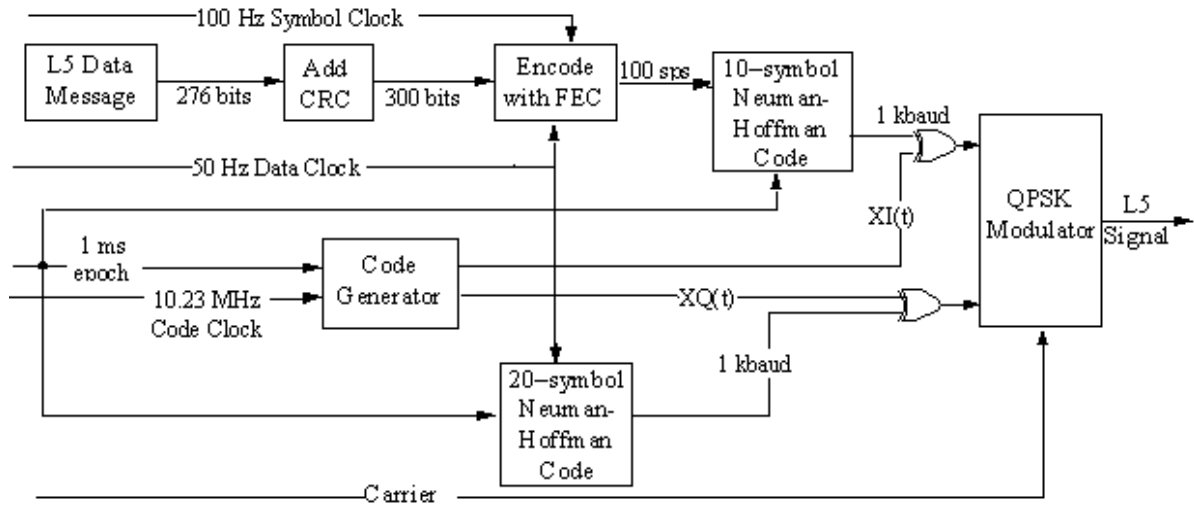 100 Hz Symbol Clock
L5 Data
Message
276 bits
Add
CRC
300 bits
Encode
with FEC
100 sps
10-symbol
Neuman-
Hoffman
Code
1 kbaud
50 Hz Data Clock
XI(t)
QPSK
Modulator
L5
Signal
1 ms
epoch
10.23 MHz
Code Clock
Code
Generator
XQ(t)
1 kbaud
20-symbol
Neuman-
Hoffman
Code
Carrier